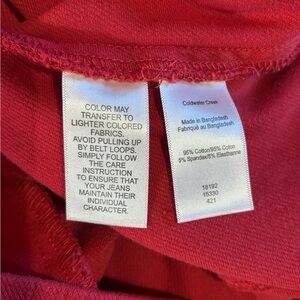 COLOR MAY
TRANSFER TO
LIGHTER COLORED
FABRICS.
AVOID PULLING UP
BY BELT LOOPS.
SIMPLY FOLLOW
THE CARE
INSTRUCTION
TO ENSURE THAT
YOUR JEANS
MAINTAIN THEIR
INDIVIDUAL
CHARACTER.
Coldwater Creek
Made in Bangladesh
Fabriqué au Bangladesh
95% Cotton/95% Coton
5% Spandex/5% Élasthanne
18192
15330
421